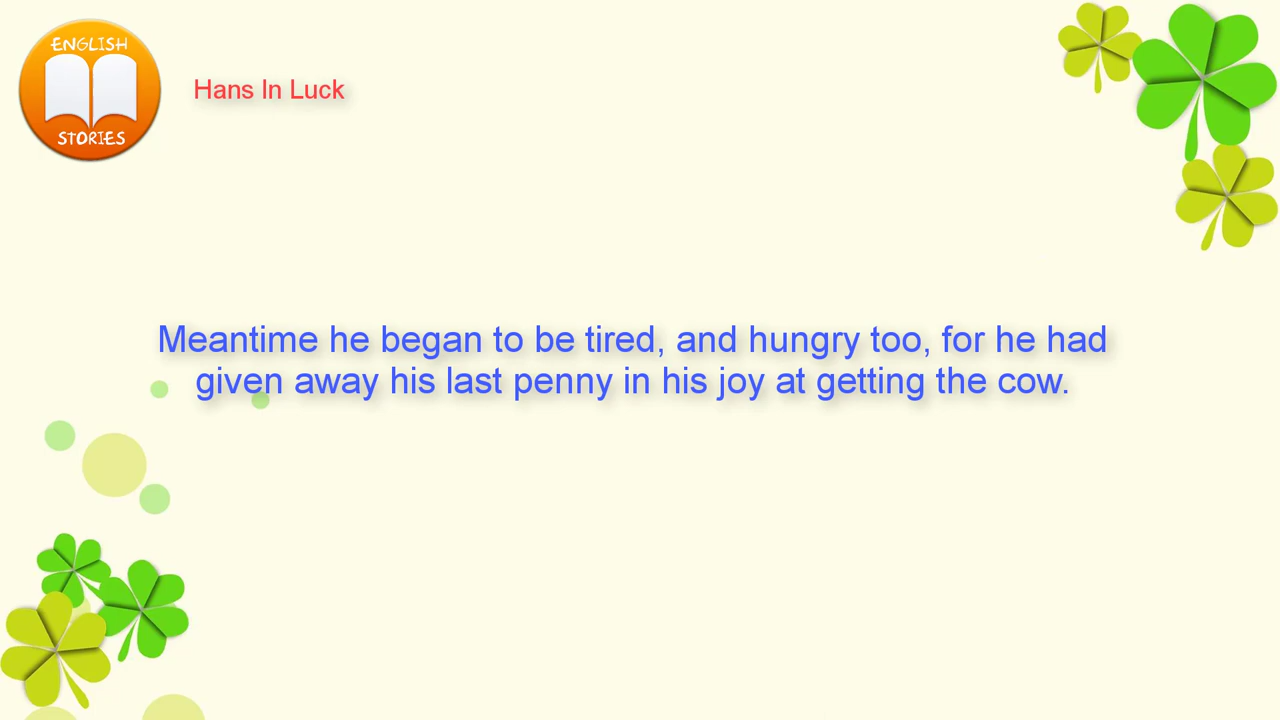 ENGLISH
STORIES
Hans In Luck
Meantime he began to be tired, and hungry too, for he had
given away his last penny in his joy at getting the cow.